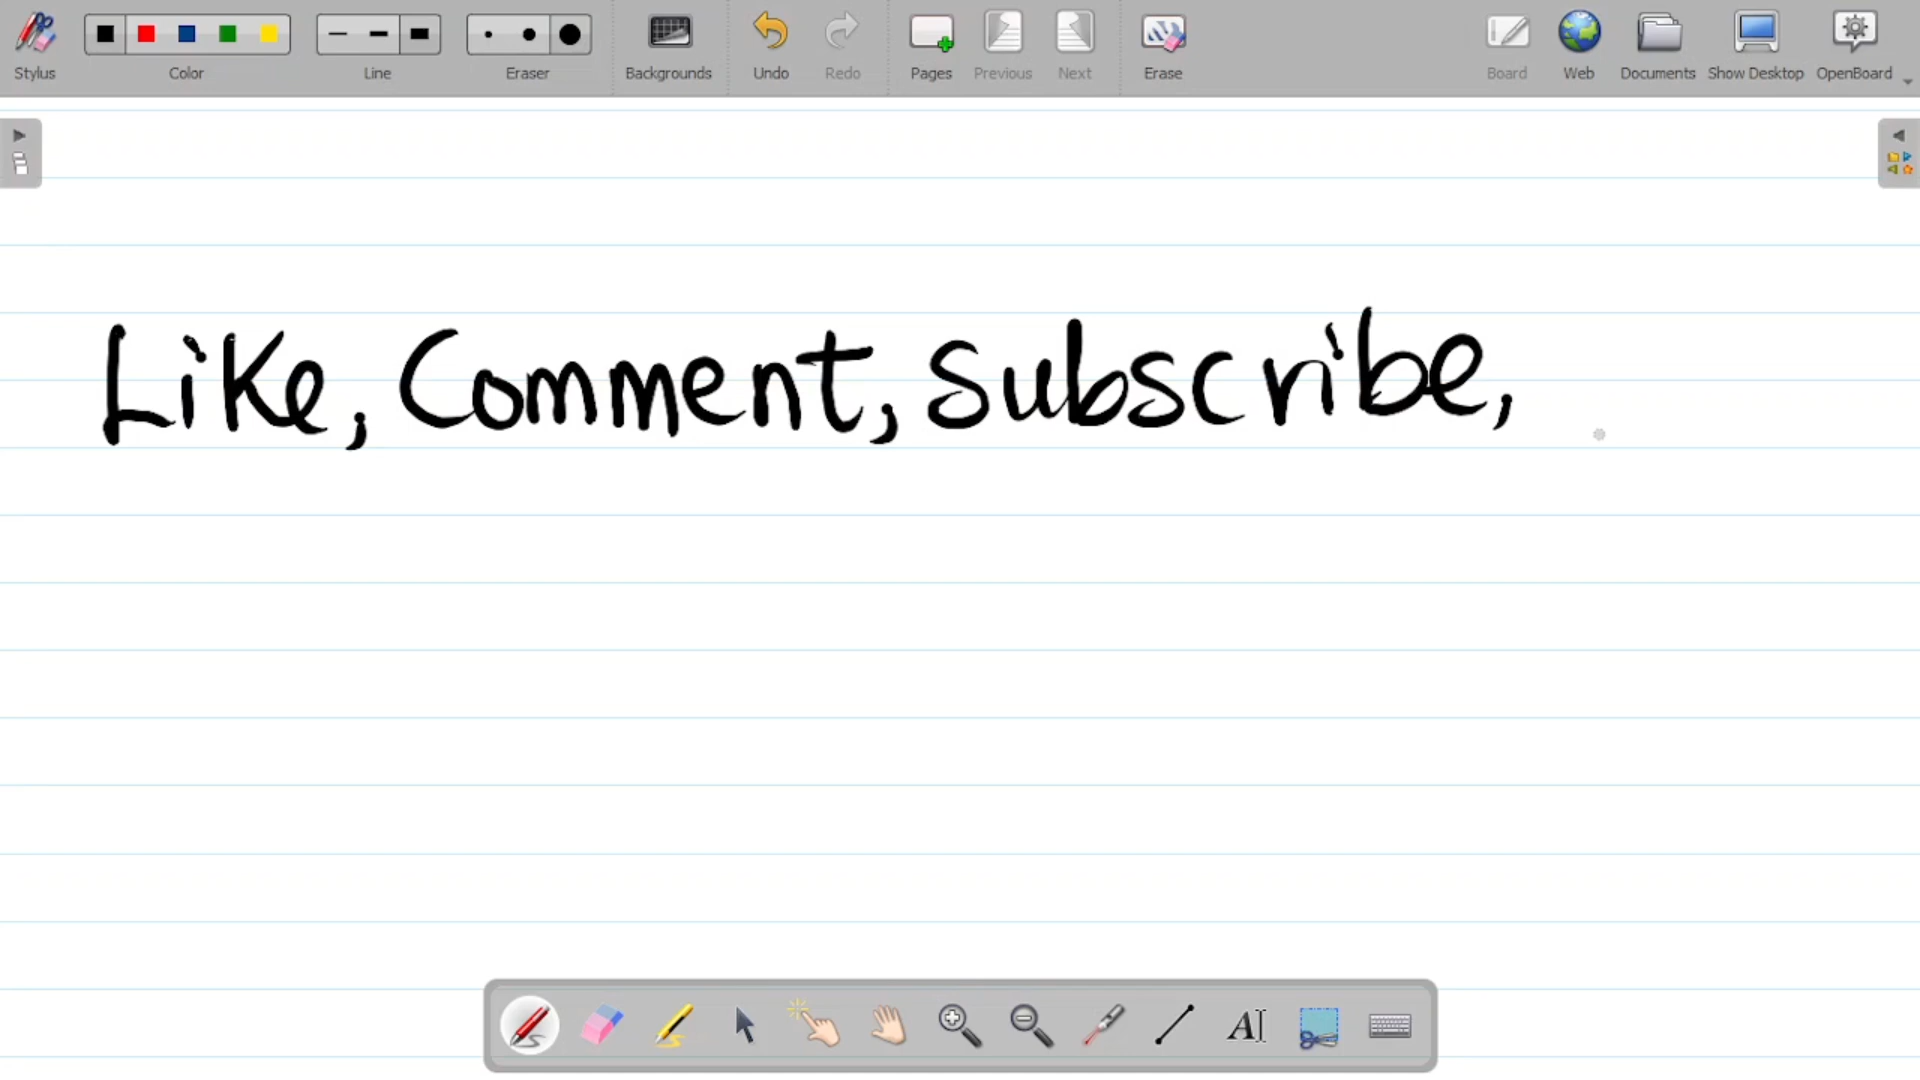 Stylus Color Line Eraser Backgrounds Undo Redo Pages Previous Next Erase Board Web Documents Show Desktop OpenBoard
Like, Comment, Subscribe,